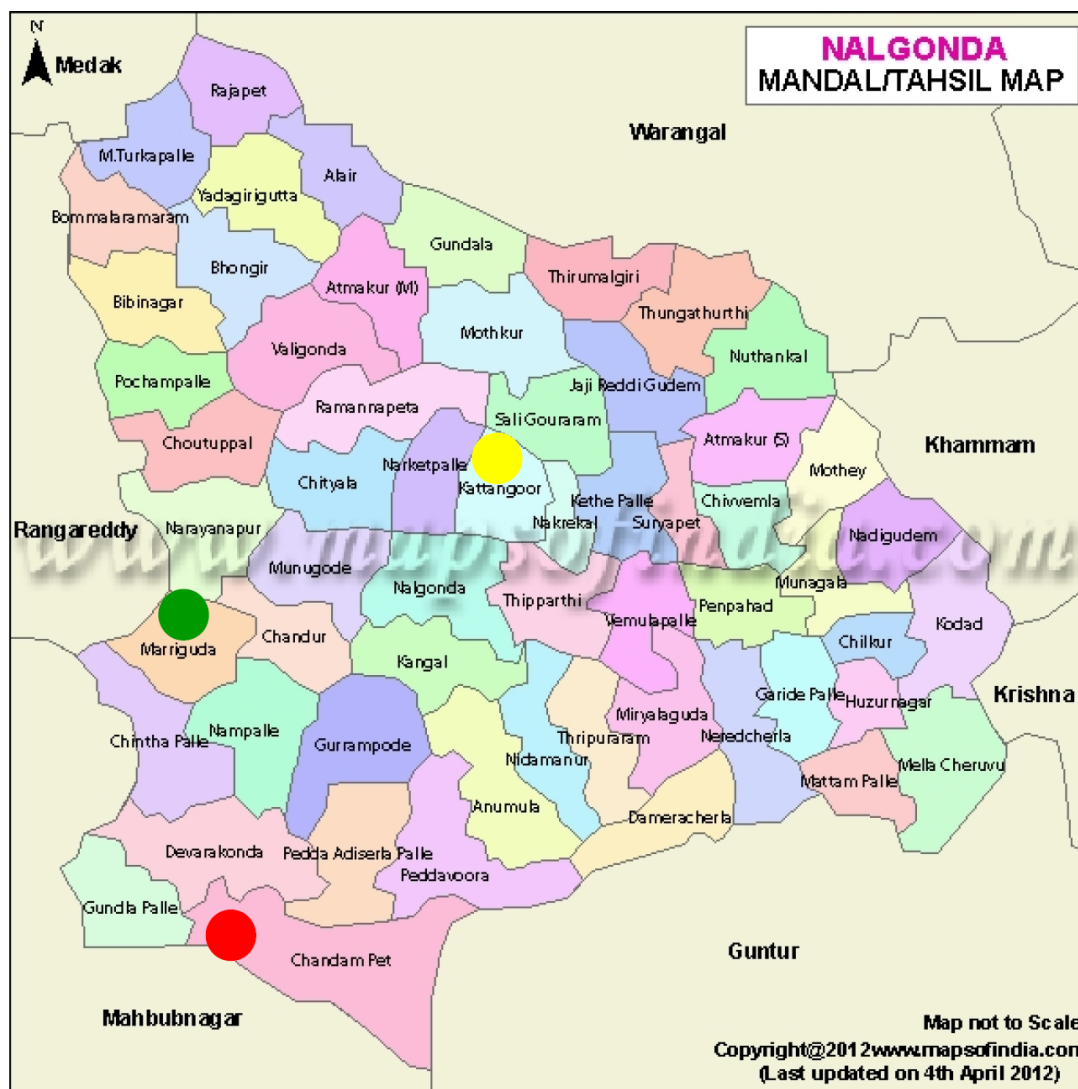 N
NALGONDA
MANDAL/TAHSIL MAP
Medak
Rajapet
Warangal
M.Turkapalle
Alair
Yadagirigutta
Bommalaramaram
Gundala
Bhongir
Thirumalgiri
Atmakur (M)
Bibinagar
Thungathurthi
Mothkur
Valigonda
Nuthankal
Pochampalle
Jaji Reddi Gudem
Ramannapeta
Sali Gouraram
Choutuppal
Atmakur (S)
Khammam
Narketpalle
Mothey
Chityala
Kattangoor
Kethe Palle
Chivvemla
Rangareddy
Narayanapur
Nakrekal
Suryapet
Nadigudem
www.mapsofindia.com
Munugode
Nalgonda
Thipparthi
Munagala
Penpahad
Vemulapalle
Kodad
Chandur
Marriguda
Chilkur
Kangal
Krishna
Garide Palle
Huzurnagar
Miryalaguda
Nampalle
Chintha Palle
Gurrampode
Thripuraram
Neredcherla
Nidamanur
Mella Cheruvu
Mattam Palle
Anumula
Dameracherla
Devarakonda
Pedda Adiserla Palle
Peddavoora
Gundla Palle
Guntur
Chandam Pet
Mahbubnagar
Map not to Scale
Copyright@2012www.mapsofindia.com
(Last updated on 4th April 2012)